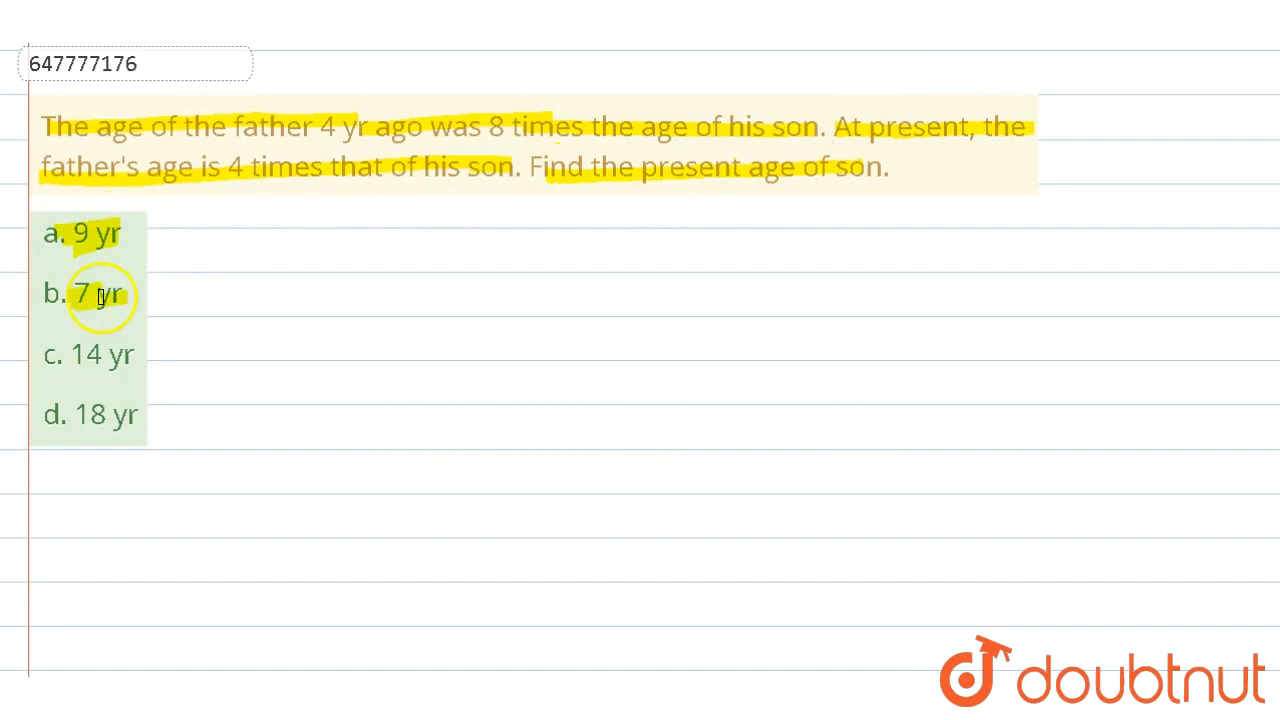 647777176
The age of the father 4 yr ago was 8 times the age of his son. At present, the
father's age is 4 times that of his son. Find the present age of son.
a. 9 yr
b. 7 yr
c. 14 yr
d. 18 yr
doubtnut